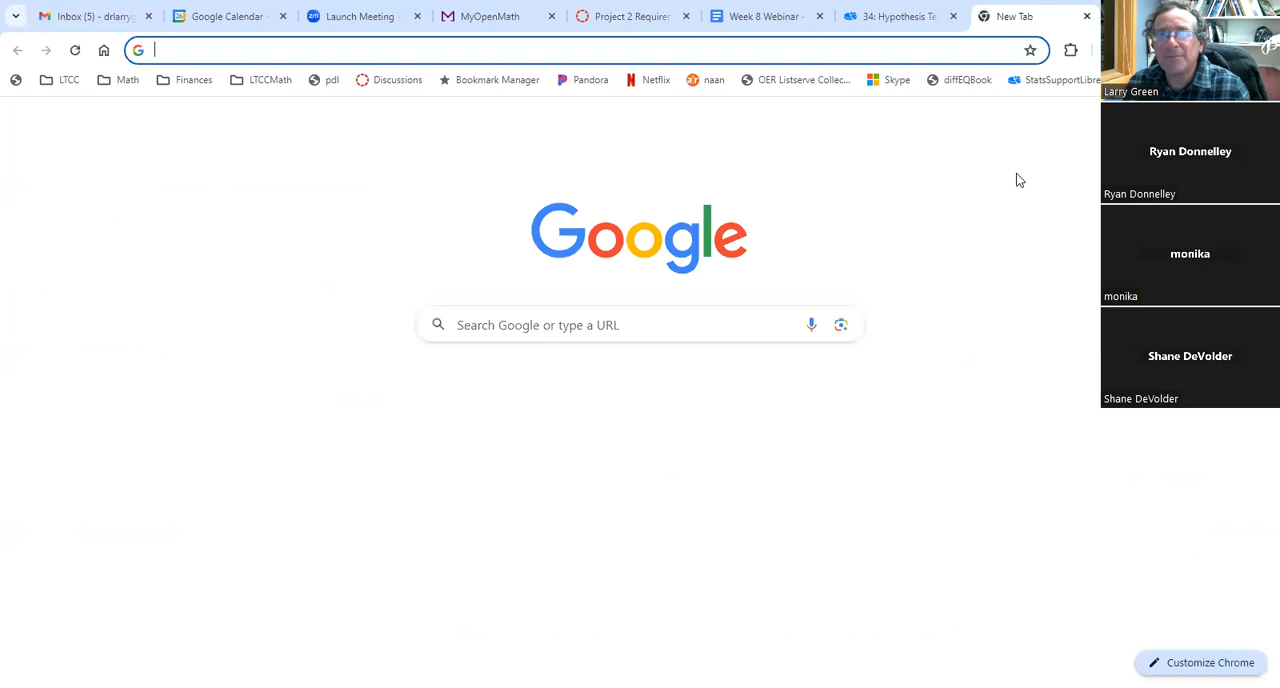 Inbox (5) - drlarryg
Google Calendar -
Launch Meeting
MyOpenMath
Project 2 Requirer
Week 8 Webinar -
34: Hypothesis Te
New Tab
LTCC
Math
Finances
LTCCMath
pdl
Discussions
Bookmark Manager
Pandora
Netflix
naan
OER Listserve Collec...
Skype
diffEQBook
StatsSupportLibre
Larry Green
Ryan Donnelley
Ryan Donnelley
monika
monika
Shane DeVolder
Shane DeVolder
Google
Search Google or type a URL
Customize Chrome